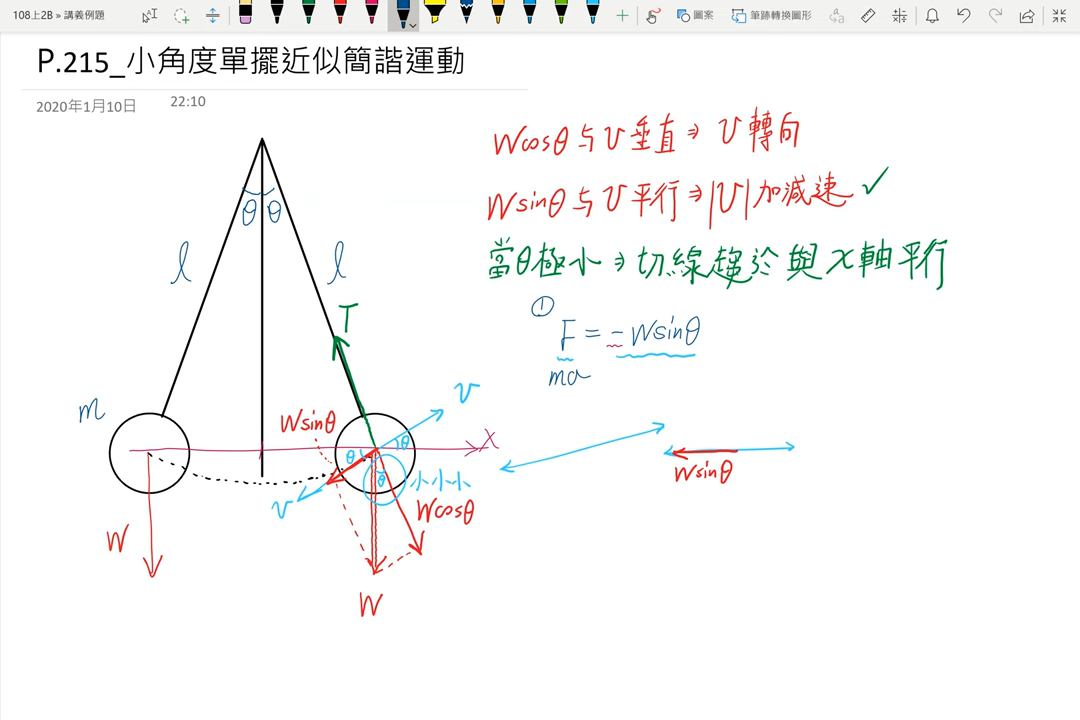 108上2B » 講義例題
圖案
筆跡轉換圖形
P.215_小角度單擺近似簡諧運動
2020年1月10日 22:10
Wcosθ与v垂直⇒v轉向
Wsinθ与v平行⇒|v|加減速✓
當θ極小⇒切線趨於與x軸平行
①
F = -Wsinθ
ma
θ θ
l l
T
m
v
Wsinθ
θ
x
θ
θ
小小小
v
Wcosθ
Wsinθ
W
W